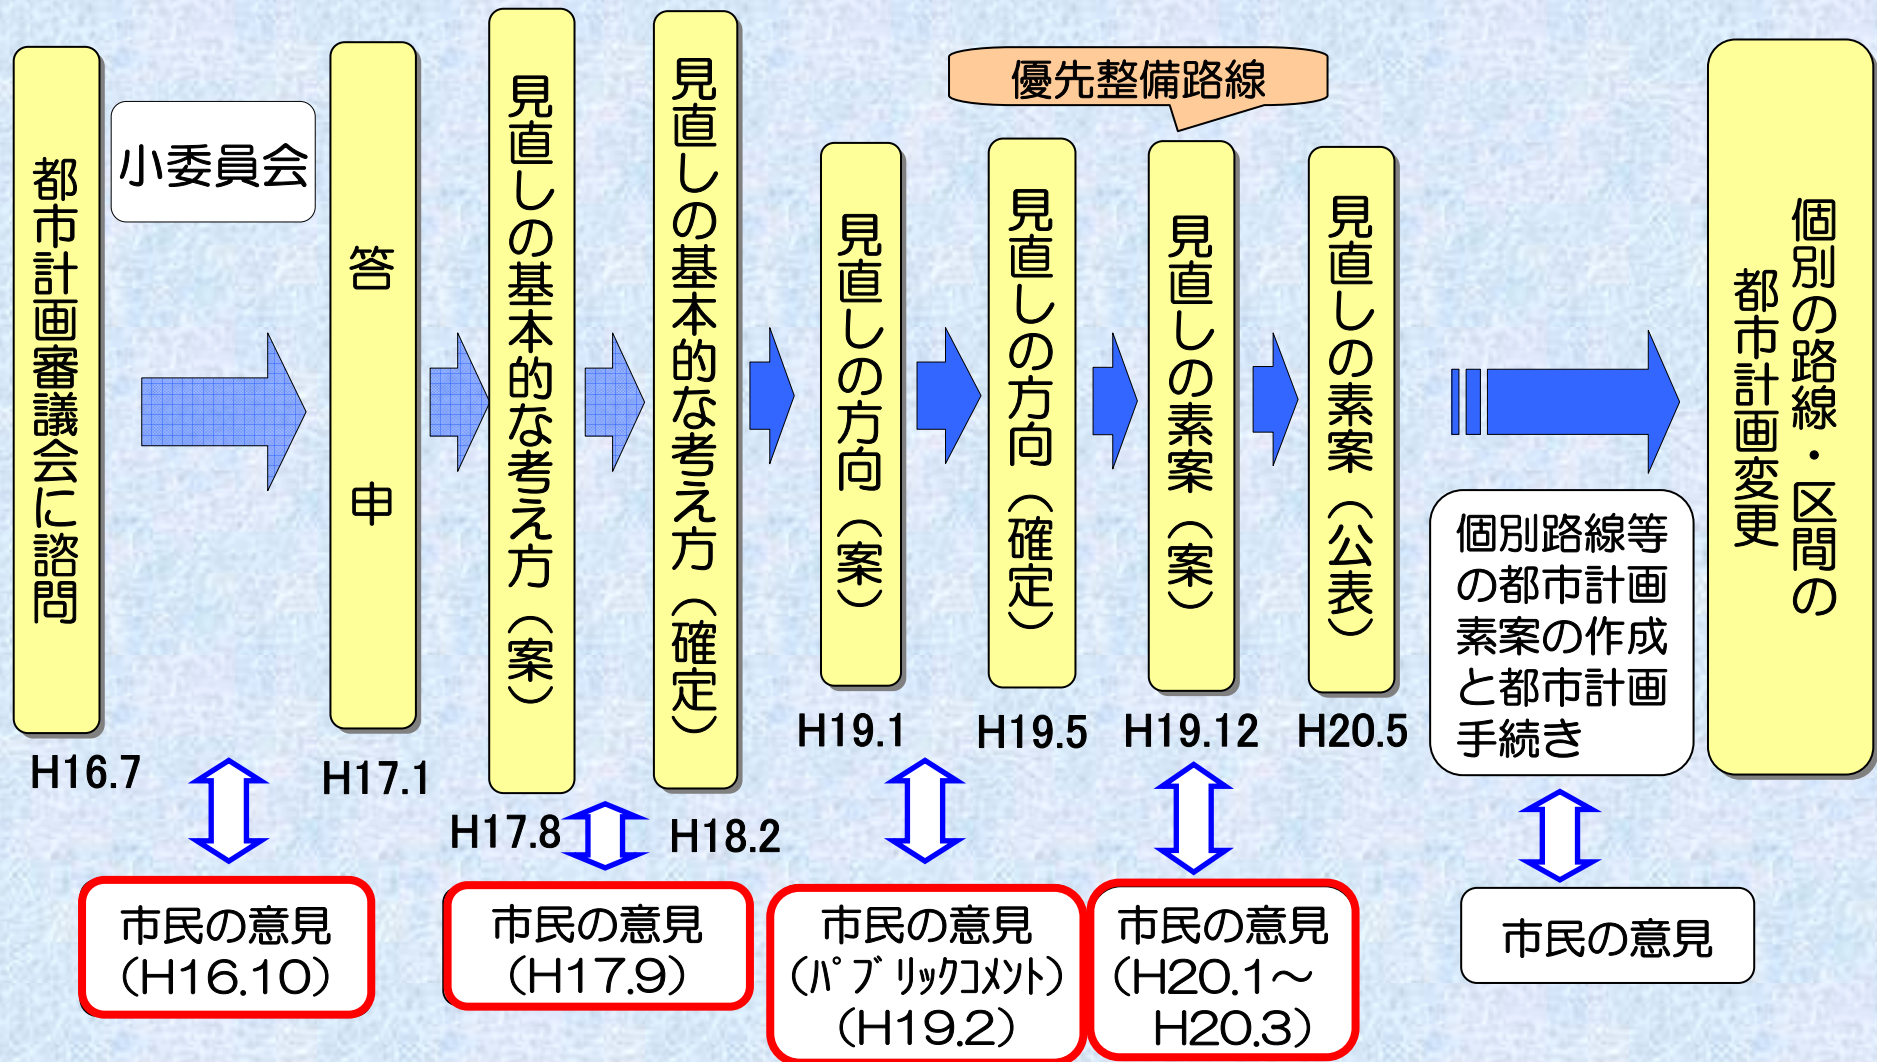 都市計画審議会に諮問
H16.7
小委員会
答申
H17.1
見直しの基本的な考え方（案）
H17.8
見直しの基本的な考え方（確定）
H18.2
見直しの方向（案）
H19.1
見直しの方向（確定）
H19.5
優先整備路線
見直しの素案（案）
H19.12
見直しの素案（公表）
H20.5
個別路線等
の都市計画
素案の作成
と都市計画
手続き
個別の路線・区間の
都市計画変更
市民の意見
（H16.10）
市民の意見
（H17.9）
市民の意見
（パブリックコメント）
（H19.2）
市民の意見
（H20.1～
H20.3）
市民の意見